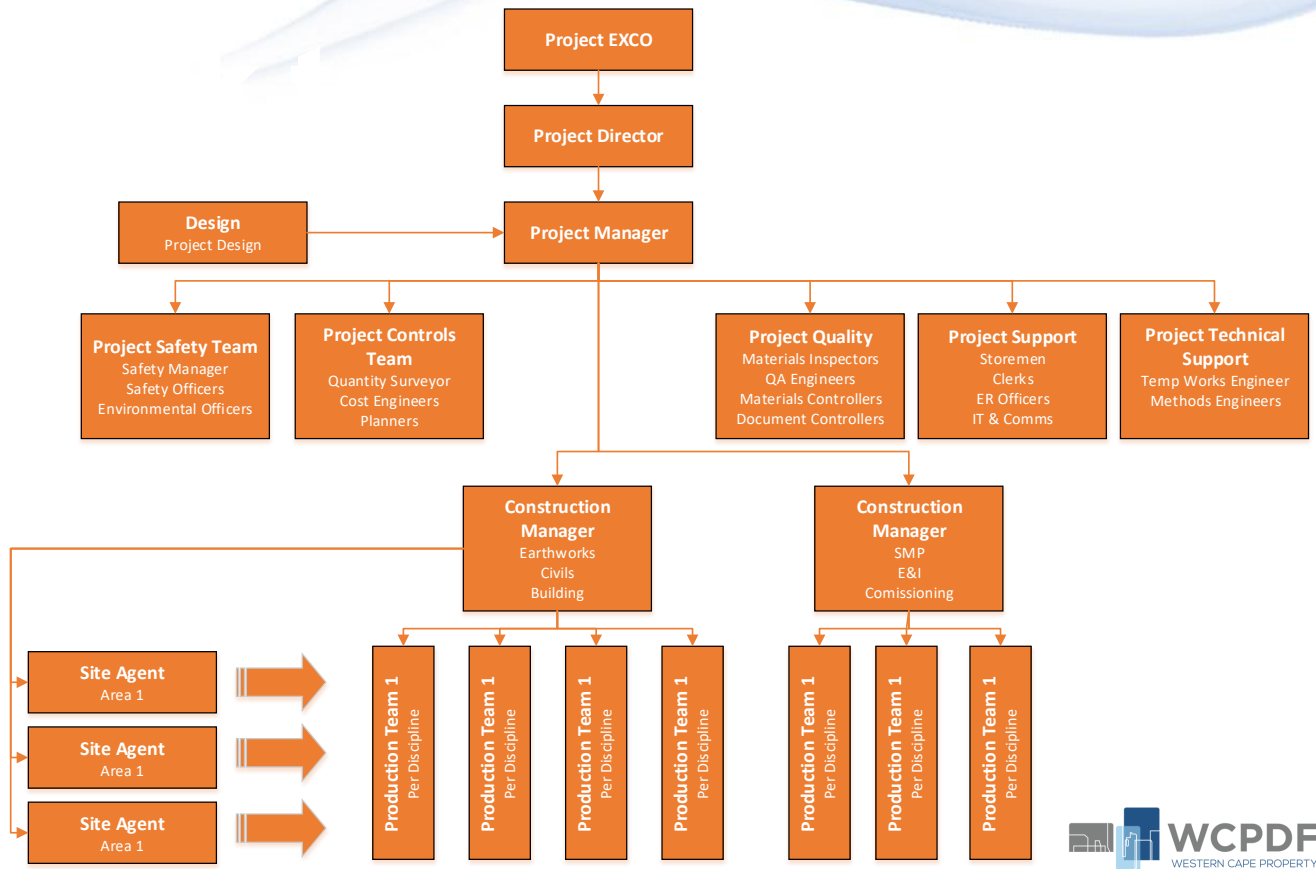 Project EXCO
Project Director
Design
Project Design
Project Manager
Project Safety Team
Safety Manager
Safety Officers
Environmental Officers
Project Controls
Team
Quantity Surveyor
Cost Engineers
Planners
Project Quality
Materials Inspectors
QA Engineers
Materials Controllers
Document Controllers
Project Support
Storemen
Clerks
ER Officers
IT & Comms
Project Technical
Support
Temp Works Engineer
Methods Engineers
Construction
Manager
Earthworks
Civils
Building
Construction
Manager
SMP
E&I
Comissioning
Site Agent
Area 1
Site Agent
Area 1
Site Agent
Area 1
Production Team 1
Per Discipline
Production Team 1
Per Discipline
Production Team 1
Per Discipline
Production Team 1
Per Discipline
Production Team 1
Per Discipline
Production Team 1
Per Discipline
Production Team 1
Per Discipline
WCPDF
WESTERN CAPE PROPERTY